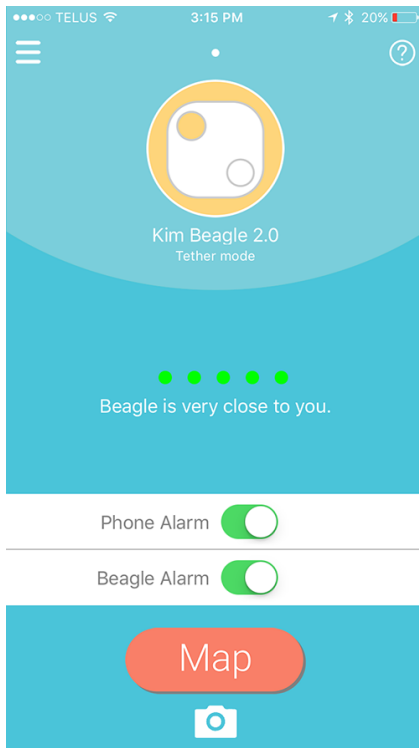 TELUS 3:15 PM 20%
?
Kim Beagle 2.0
Tether mode
Beagle is very close to you.
Phone Alarm
Beagle Alarm
Map